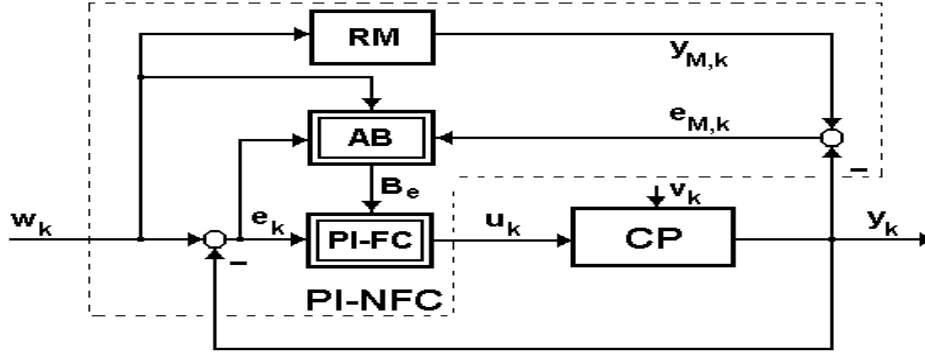 RM
y_{M,k}
AB
e_{M,k}
B_e
v_k
w_k
e_k
PI-FC
u_k
CP
y_k
PI-NFC